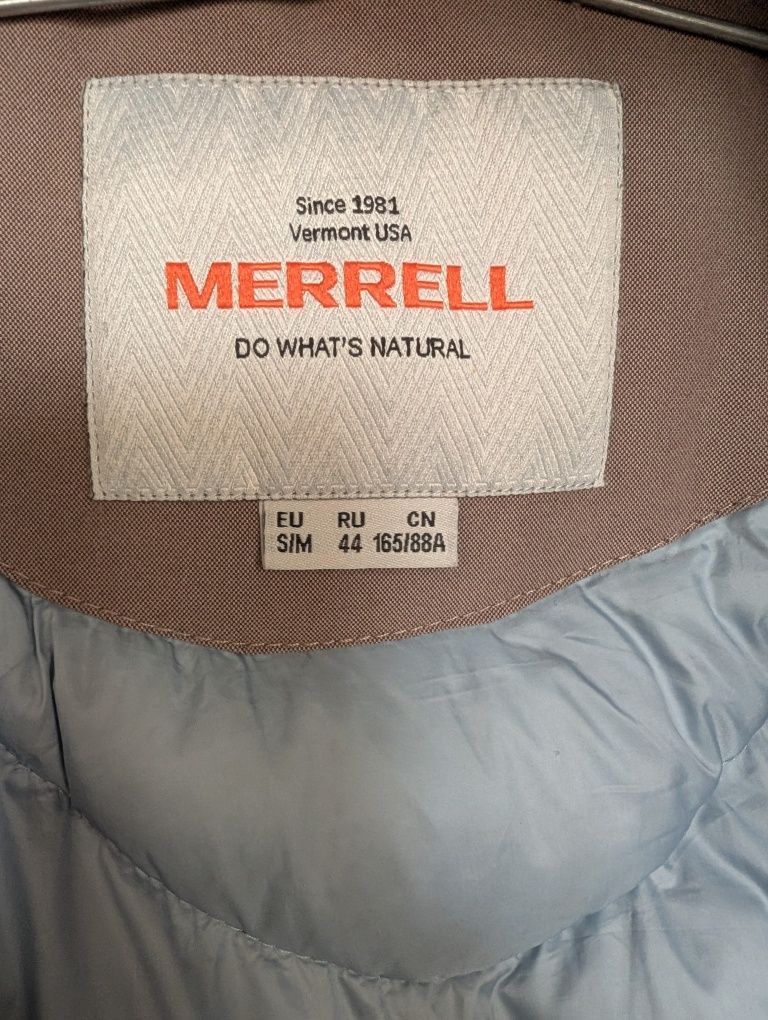 Since 1981
Vermont USA
MERRELL
DO WHAT'S NATURAL
EU RU CN
S/M 44 165/88A